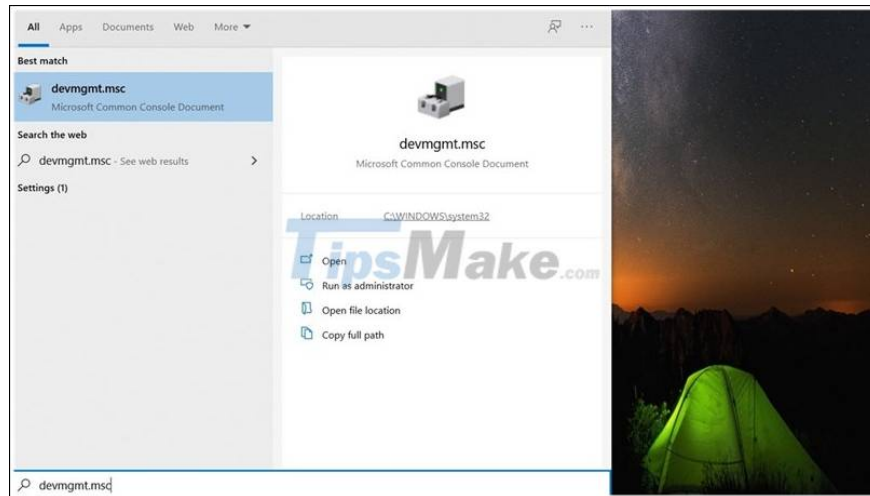 All Apps Documents Web More
Best match
devmgmt.msc
Microsoft Common Console Document
Search the web
devmgmt.msc - See web results
Settings (1)
devmgmt.msc
Microsoft Common Console Document
Location C:\WINDOWS\system32
TipsMake.com
Open
Run as administrator
Open file location
Copy full path
devmgmt.msc